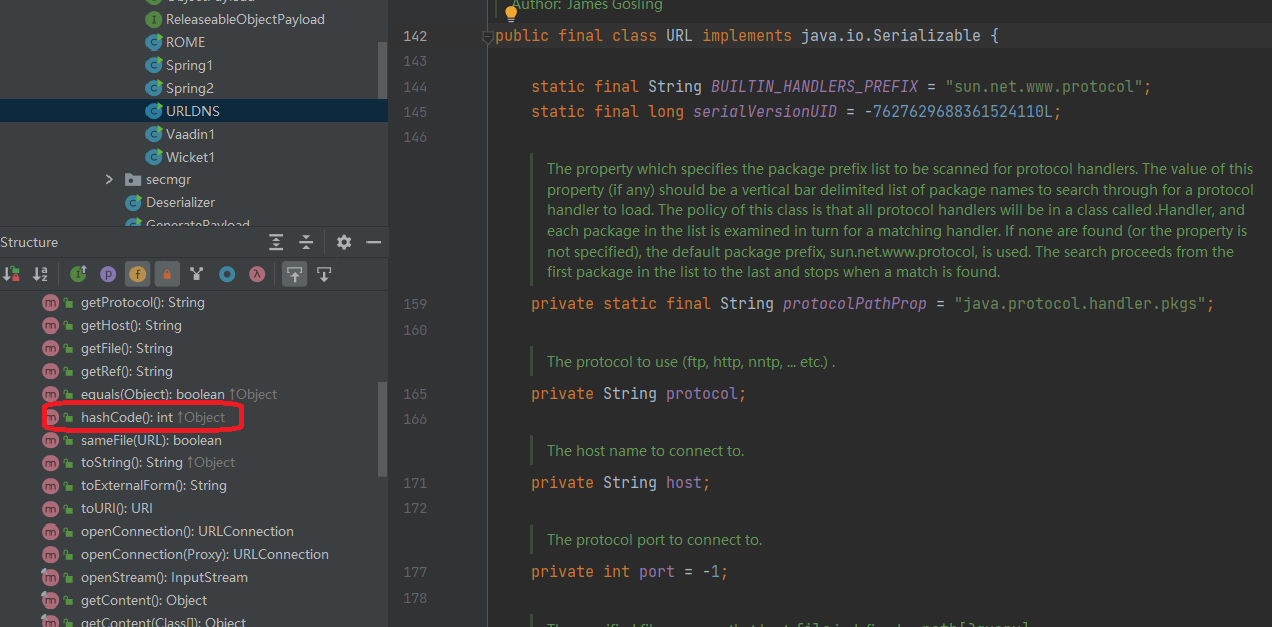 ReleaseableObjectPayload
ROME
Spring1
Spring2
URLDNS
Vaadin1
Wicket1
secmgr
Deserializer
GeneratePayload
Structure
getProtocol(): String
getHost(): String
getFile(): String
getRef(): String
equals(Object): boolean ↑Object
hashCode(): int ↑Object
sameFile(URL): boolean
toString(): String ↑Object
toExternalForm(): String
toURI(): URI
openConnection(): URLConnection
openConnection(Proxy): URLConnection
openStream(): InputStream
getContent(): Object
getContent(Class[]): Object
Author: James Gosling
142 public final class URL implements java.io.Serializable {
143
144 static final String BUILTIN_HANDLERS_PREFIX = "sun.net.www.protocol";
145 static final long serialVersionUID = -7627629688361524110L;
146
The property which specifies the package prefix list to be scanned for protocol handlers. The value of this
property (if any) should be a vertical bar delimited list of package names to search through for a protocol
handler to load. The policy of this class is that all protocol handlers will be in a class called .Handler, and
each package in the list is examined in turn for a matching handler. If none are found (or the property is
not specified), the default package prefix, sun.net.www.protocol, is used. The search proceeds from the
first package in the list to the last and stops when a match is found.
159 private static final String protocolPathProp = "java.protocol.handler.pkgs";
160
The protocol to use (ftp, http, nntp, ... etc.) .
165 private String protocol;
166
The host name to connect to.
171 private String host;
172
The protocol port to connect to.
177 private int port = -1;
178